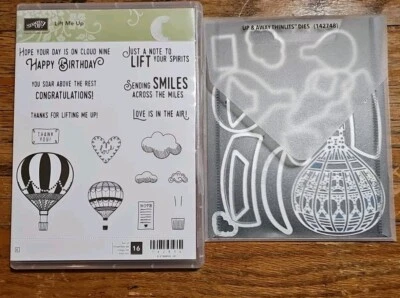 Lift Me Up
HOPE YOUR DAY IS ON CLOUD NINE
HAPPY BIRTHDAY
JUST A NOTE TO
LIFT YOUR SPIRITS
YOU SOAR ABOVE THE REST
CONGRATULATIONS!
SENDING SMILES
ACROSS THE MILES
THANKS FOR LIFTING ME UP!
LOVE IS IN THE AIR!
THANK
YOU
16
UP & AWAY THINLITS DIES (142748)